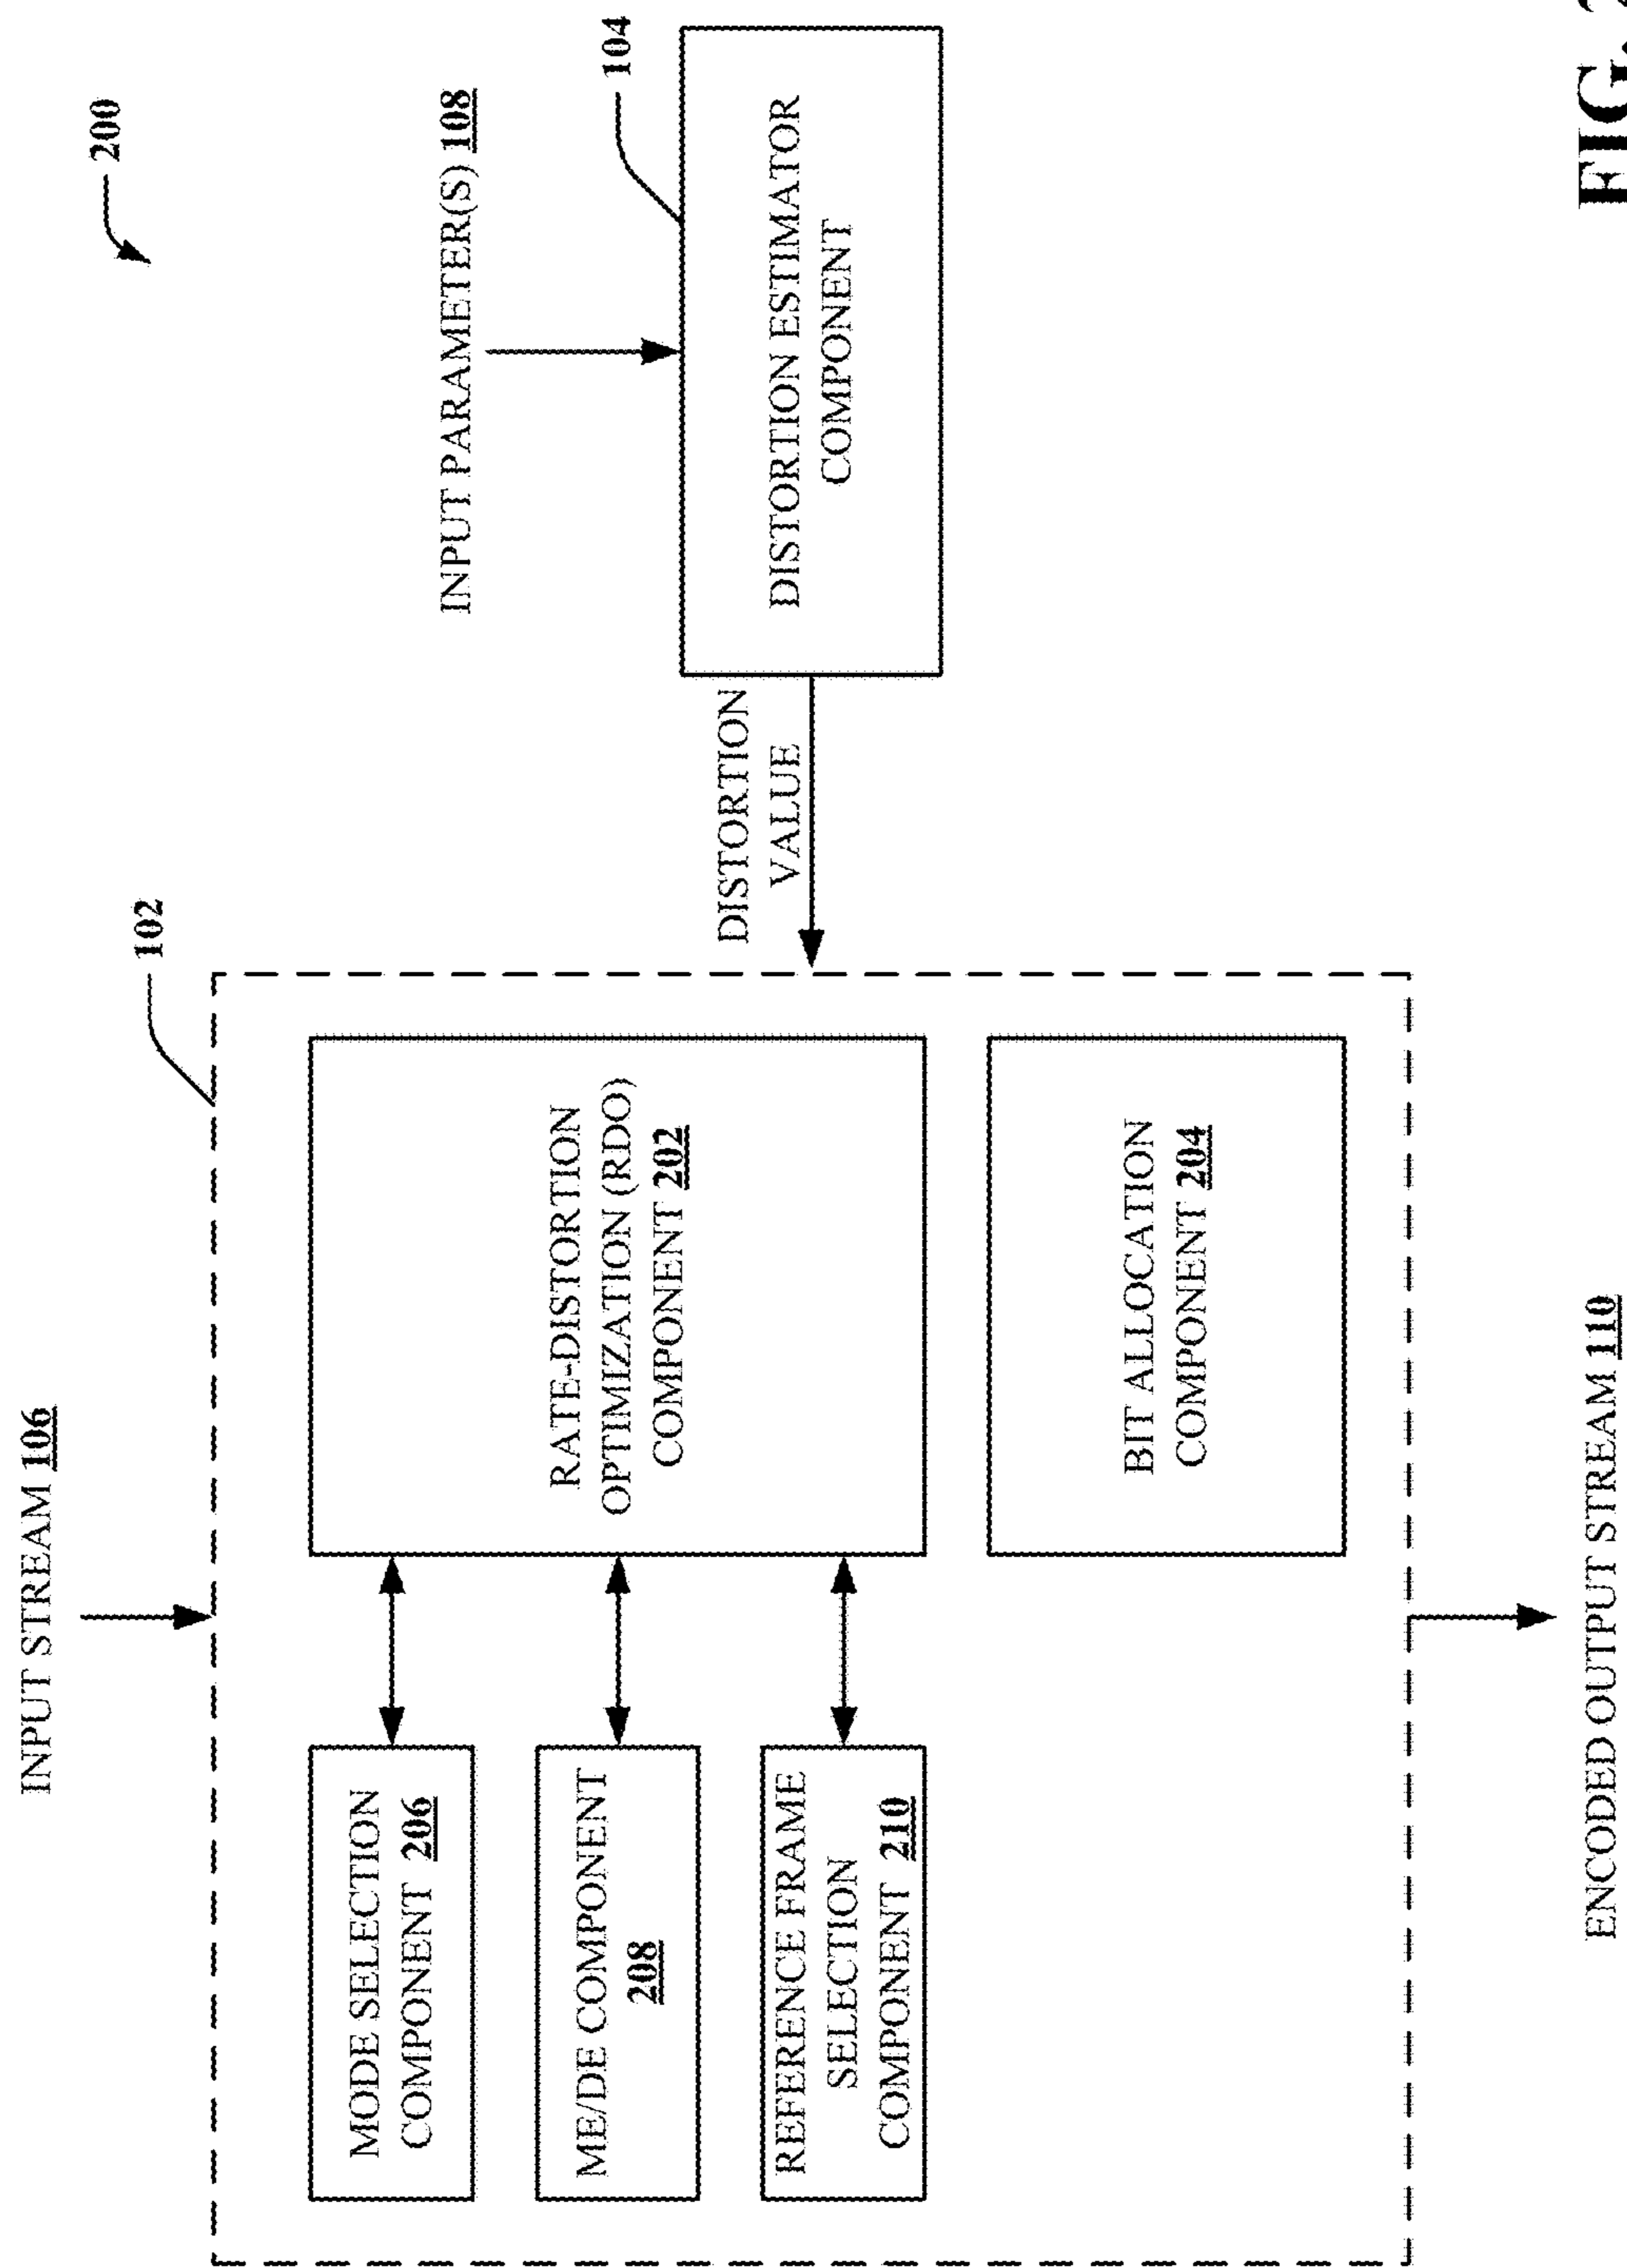 200
INPUT STREAM 106
102
INPUT PARAMETER(S) 108
104
MODE SELECTION
COMPONENT 206
ME/DE COMPONENT
208
REFERENCE FRAME
SELECTION
COMPONENT 210
RATE-DISTORTION
OPTIMIZATION (RDO)
COMPONENT 202
BIT ALLOCATION
COMPONENT 204
DISTORTION
VALUE
DISTORTION ESTIMATOR
COMPONENT
ENCODED OUTPUT STREAM 110
FIG.